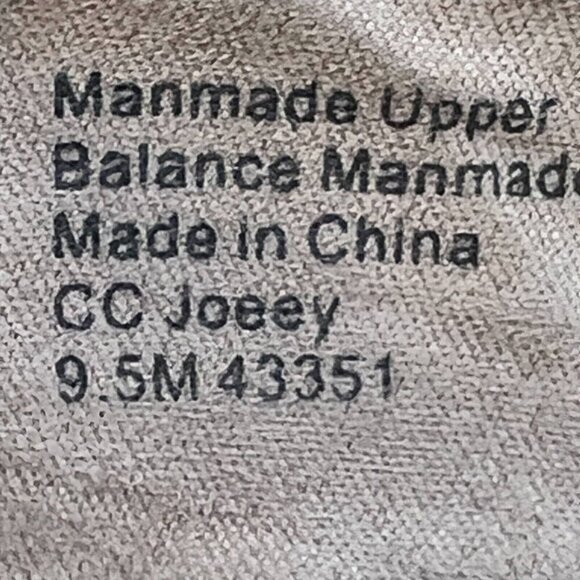 Manmade Upper
Balance Manmade
Made in China
CC Joeey
9.5M 43351